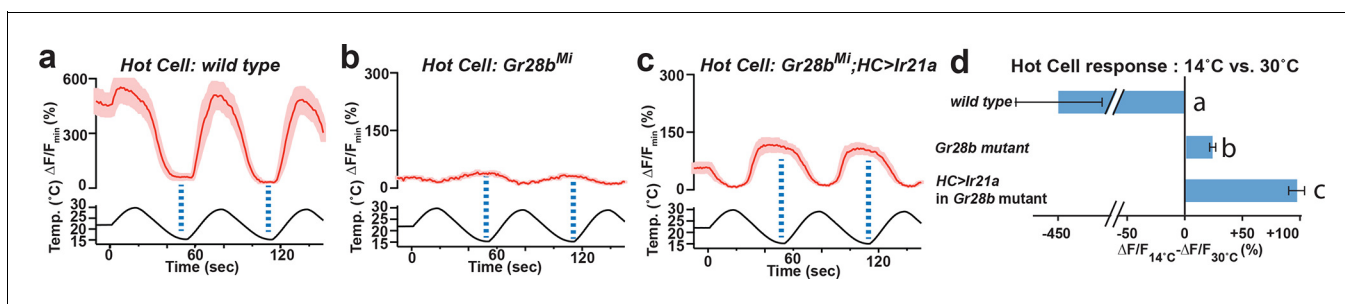 a
Hot Cell: wild type
600
300
0
ΔF/Fmin (%)
Temp. (°C)
30
25
20
15
0
60
120
Time (sec)
b
Hot Cell: Gr28bMi
300
150
0
ΔF/Fmin (%)
Temp. (°C)
30
25
20
15
0
60
120
Time (sec)
c
Hot Cell: Gr28bMi;HC>Ir21a
300
150
0
ΔF/Fmin (%)
Temp. (°C)
30
25
20
15
0
60
120
Time (sec)
d
Hot Cell response : 14˚C vs. 30˚C
wild type
a
Gr28b mutant
b
HC>Ir21a
in Gr28b mutant
c
-450
-50
0
+50
+100
ΔF/F14˚C-ΔF/F30˚C (%)